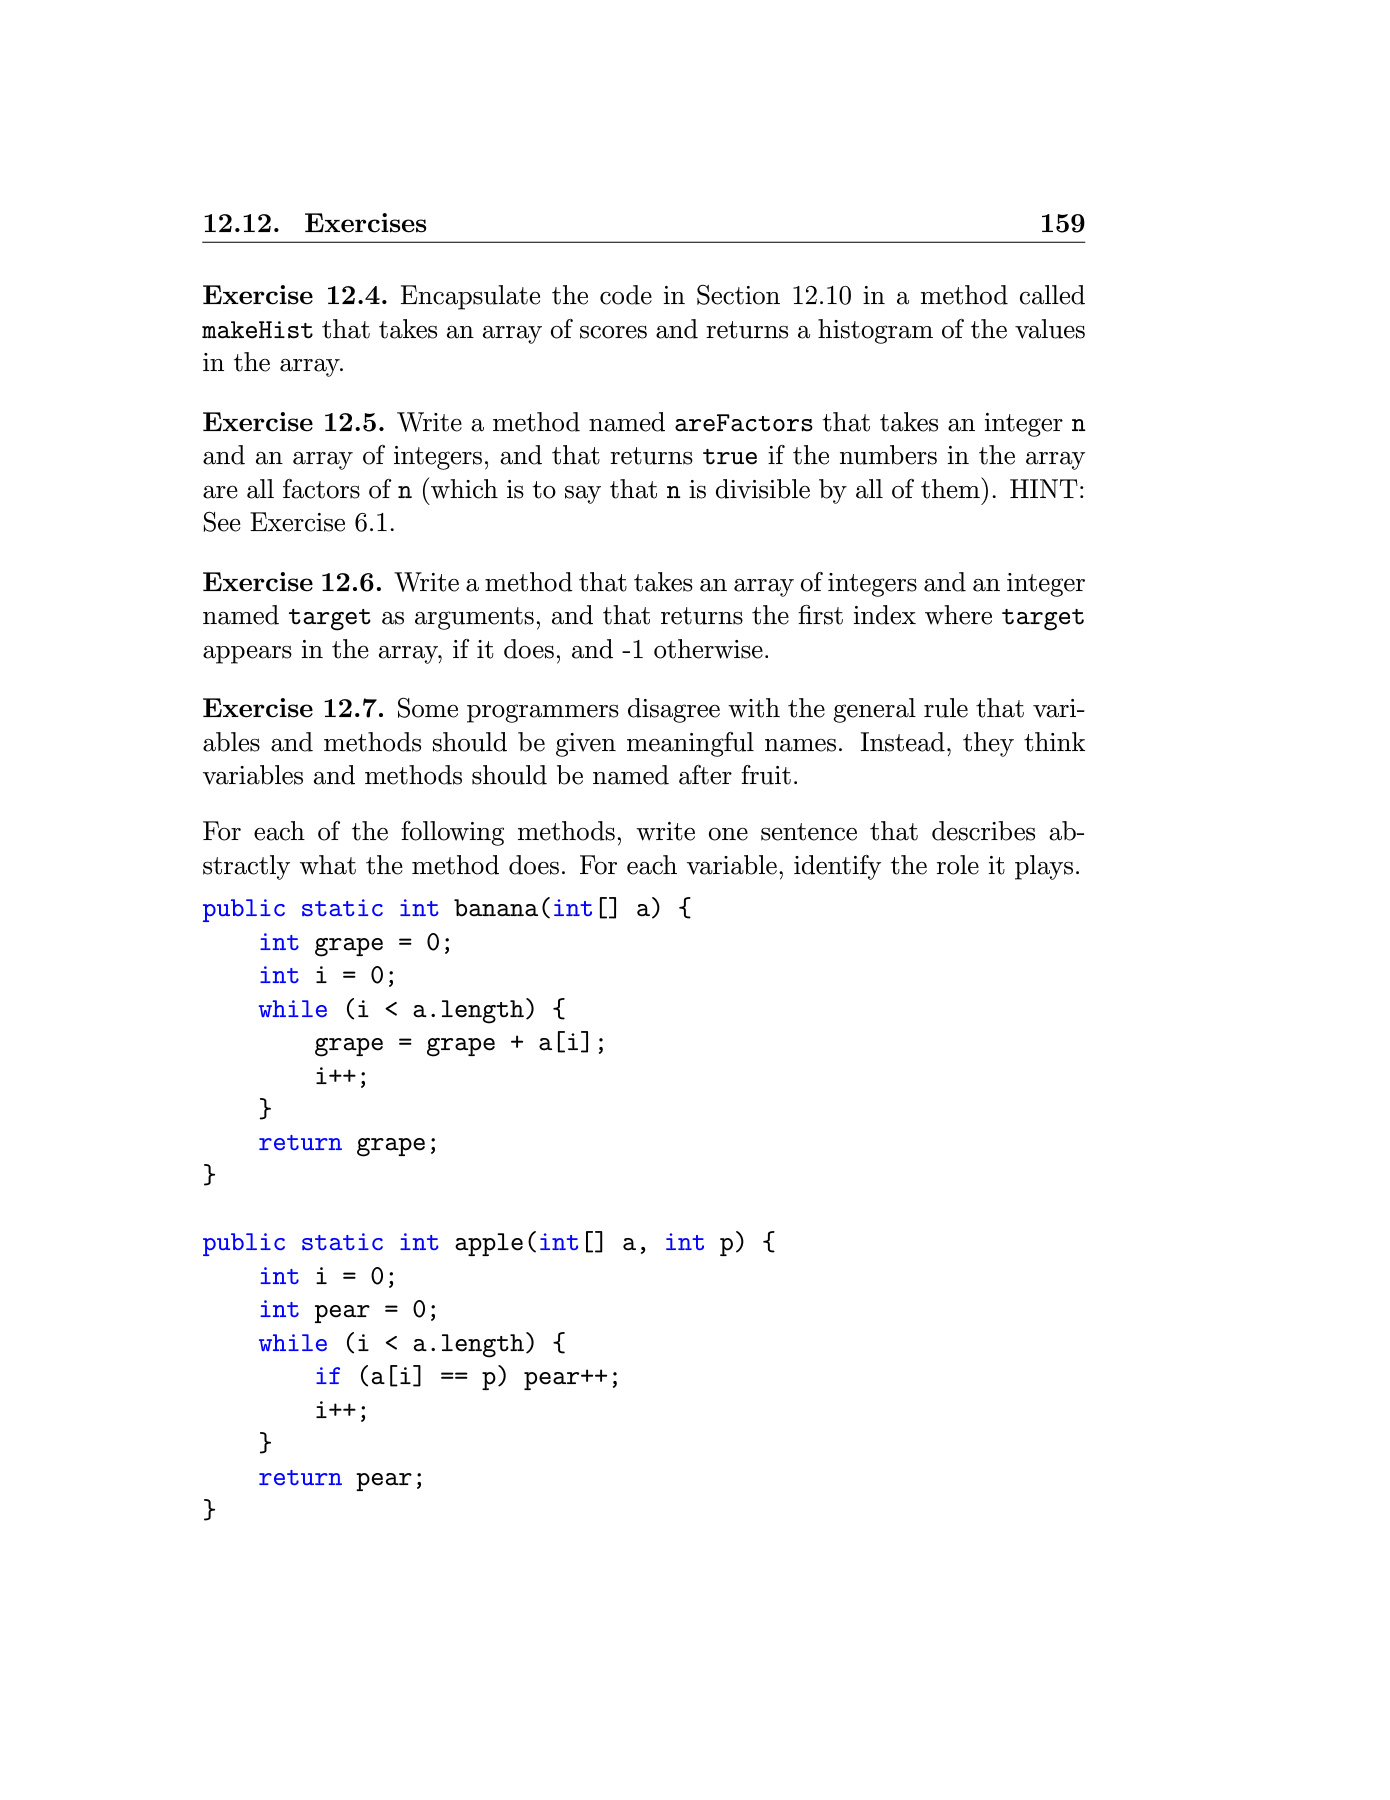 12.12. Exercises 159
Exercise 12.4. Encapsulate the code in Section 12.10 in a method called
makeHist that takes an array of scores and returns a histogram of the values
in the array.
Exercise 12.5. Write a method named areFactors that takes an integer n
and an array of integers, and that returns true if the numbers in the array
are all factors of n (which is to say that n is divisible by all of them). HINT:
See Exercise 6.1.
Exercise 12.6. Write a method that takes an array of integers and an integer
named target as arguments, and that returns the first index where target
appears in the array, if it does, and -1 otherwise.
Exercise 12.7. Some programmers disagree with the general rule that vari-
ables and methods should be given meaningful names. Instead, they think
variables and methods should be named after fruit.
For each of the following methods, write one sentence that describes ab-
stractly what the method does. For each variable, identify the role it plays.
public static int banana(int[] a) {
    int grape = 0;
    int i = 0;
    while (i < a.length) {
        grape = grape + a[i];
        i++;
    }
    return grape;
}
public static int apple(int[] a, int p) {
    int i = 0;
    int pear = 0;
    while (i < a.length) {
        if (a[i] == p) pear++;
        i++;
    }
    return pear;
}